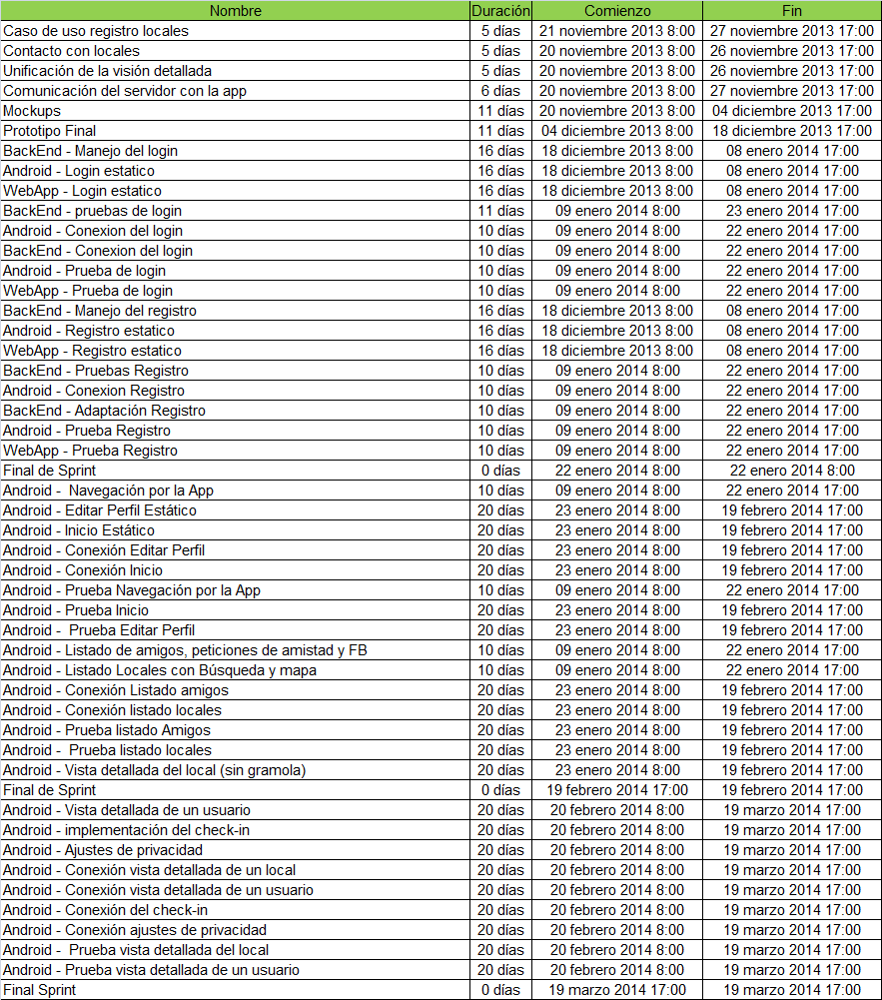 Nombre Duración Comienzo Fin
Caso de uso registro locales 5 días 21 noviembre 2013 8:00 27 noviembre 2013 17:00
Contacto con locales 5 días 20 noviembre 2013 8:00 26 noviembre 2013 17:00
Unificación de la visión detallada 5 días 20 noviembre 2013 8:00 26 noviembre 2013 17:00
Comunicación del servidor con la app 6 días 20 noviembre 2013 8:00 27 noviembre 2013 17:00
Mockups 11 días 20 noviembre 2013 8:00 04 diciembre 2013 17:00
Prototipo Final 11 días 04 diciembre 2013 8:00 18 diciembre 2013 17:00
BackEnd - Manejo del login 16 días 18 diciembre 2013 8:00 08 enero 2014 17:00
Android - Login estatico 16 días 18 diciembre 2013 8:00 08 enero 2014 17:00
WebApp - Login estatico 16 días 18 diciembre 2013 8:00 08 enero 2014 17:00
BackEnd - pruebas de login 11 días 09 enero 2014 8:00 23 enero 2014 17:00
Android - Conexion del login 10 días 09 enero 2014 8:00 22 enero 2014 17:00
BackEnd - Conexion del login 10 días 09 enero 2014 8:00 22 enero 2014 17:00
Android - Prueba de login 10 días 09 enero 2014 8:00 22 enero 2014 17:00
WebApp - Prueba de login 10 días 09 enero 2014 8:00 22 enero 2014 17:00
BackEnd - Manejo del registro 16 días 18 diciembre 2013 8:00 08 enero 2014 17:00
Android - Registro estatico 16 días 18 diciembre 2013 8:00 08 enero 2014 17:00
WebApp - Registro estatico 16 días 18 diciembre 2013 8:00 08 enero 2014 17:00
BackEnd - Pruebas Registro 10 días 09 enero 2014 8:00 22 enero 2014 17:00
Android - Conexion Registro 10 días 09 enero 2014 8:00 22 enero 2014 17:00
BackEnd - Adaptación Registro 10 días 09 enero 2014 8:00 22 enero 2014 17:00
Android - Prueba Registro 10 días 09 enero 2014 8:00 22 enero 2014 17:00
WebApp - Prueba Registro 10 días 09 enero 2014 8:00 22 enero 2014 17:00
Final de Sprint 0 días 22 enero 2014 8:00 22 enero 2014 8:00
Android -  Navegación por la App 10 días 09 enero 2014 8:00 22 enero 2014 17:00
Android - Editar Perfil Estático 20 días 23 enero 2014 8:00 19 febrero 2014 17:00
Android - Inicio Estático 20 días 23 enero 2014 8:00 19 febrero 2014 17:00
Android - Conexión Editar Perfil 20 días 23 enero 2014 8:00 19 febrero 2014 17:00
Android - Conexión Inicio 20 días 23 enero 2014 8:00 19 febrero 2014 17:00
Android - Prueba Navegación por la App 10 días 09 enero 2014 8:00 22 enero 2014 17:00
Android - Prueba Inicio 20 días 23 enero 2014 8:00 19 febrero 2014 17:00
Android -  Prueba Editar Perfil 20 días 23 enero 2014 8:00 19 febrero 2014 17:00
Android - Listado de amigos, peticiones de amistad y FB 10 días 09 enero 2014 8:00 22 enero 2014 17:00
Android - Listado Locales con Búsqueda y mapa 10 días 09 enero 2014 8:00 22 enero 2014 17:00
Android - Conexión Listado amigos 20 días 23 enero 2014 8:00 19 febrero 2014 17:00
Android - Conexión listado locales 20 días 23 enero 2014 8:00 19 febrero 2014 17:00
Android - Prueba listado Amigos 20 días 23 enero 2014 8:00 19 febrero 2014 17:00
Android -  Prueba listado locales 20 días 23 enero 2014 8:00 19 febrero 2014 17:00
Android - Vista detallada del local (sin gramola) 20 días 23 enero 2014 8:00 19 febrero 2014 17:00
Final de Sprint 0 días 19 febrero 2014 17:00 19 febrero 2014 17:00
Android - Vista detallada de un usuario 20 días 20 febrero 2014 8:00 19 marzo 2014 17:00
Android - implementación del check-in 20 días 20 febrero 2014 8:00 19 marzo 2014 17:00
Android - Ajustes de privacidad 20 días 20 febrero 2014 8:00 19 marzo 2014 17:00
Android - Conexión vista detallada de un local 20 días 20 febrero 2014 8:00 19 marzo 2014 17:00
Android - Conexión vista detallada de un usuario 20 días 20 febrero 2014 8:00 19 marzo 2014 17:00
Android - Conexión del check-in 20 días 20 febrero 2014 8:00 19 marzo 2014 17:00
Android - Conexión ajustes de privacidad 20 días 20 febrero 2014 8:00 19 marzo 2014 17:00
Android -  Prueba vista detallada del local 20 días 20 febrero 2014 8:00 19 marzo 2014 17:00
Android - Prueba vista detallada de un usuario 20 días 20 febrero 2014 8:00 19 marzo 2014 17:00
Final Sprint 0 días 19 marzo 2014 17:00 19 marzo 2014 17:00